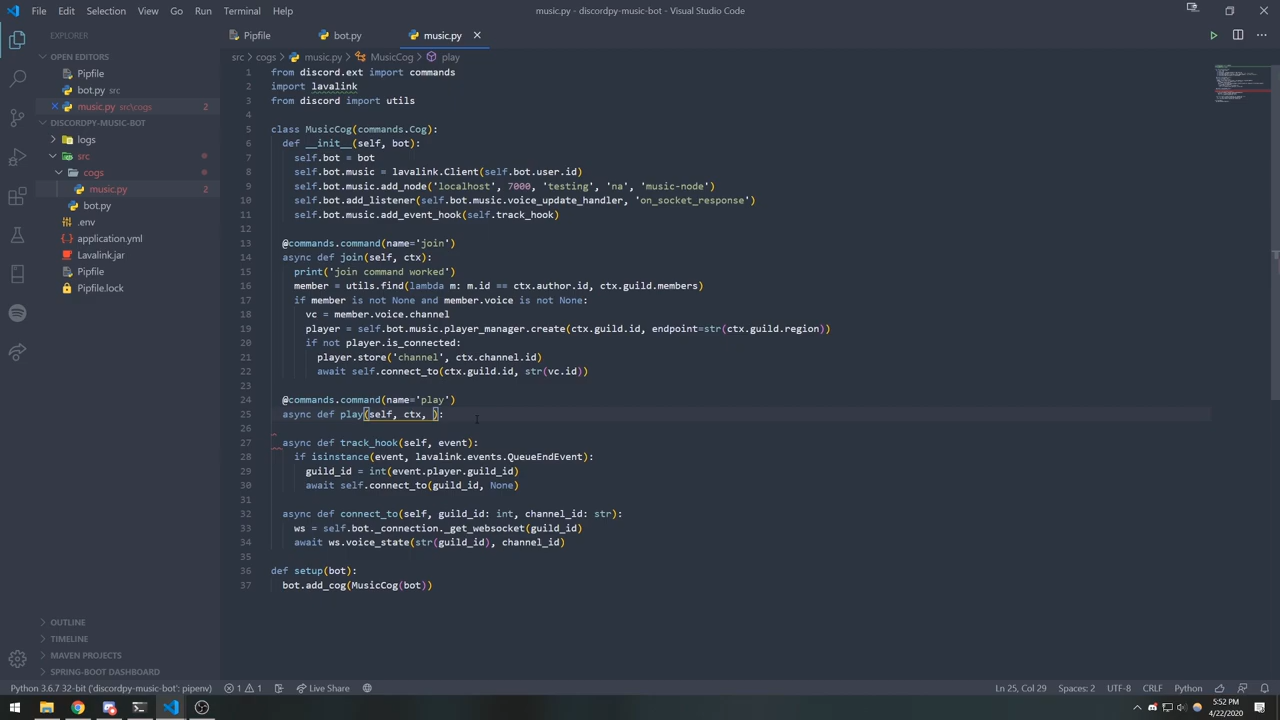 File Edit Selection View Go Run Terminal Help
music.py - discordpy-music-bot - Visual Studio Code
EXPLORER
OPEN EDITORS
Pipfile
bot.py src
music.py src\cogs 2
DISCORDPY-MUSIC-BOT
logs
src
cogs
music.py 2
bot.py
.env
application.yml
Lavalink.jar
Pipfile
Pipfile.lock
OUTLINE
TIMELINE
MAVEN PROJECTS
SPRING-BOOT DASHBOARD
Pipfile bot.py music.py
src > cogs > music.py > MusicCog > play
1 from discord.ext import commands
2 import lavalink
3 from discord import utils
4
5 class MusicCog(commands.Cog):
6 def __init__(self, bot):
7 self.bot = bot
8 self.bot.music = lavalink.Client(self.bot.user.id)
9 self.bot.music.add_node('localhost', 7000, 'testing', 'na', 'music-node')
10 self.bot.add_listener(self.bot.music.voice_update_handler, 'on_socket_response')
11 self.bot.music.add_event_hook(self.track_hook)
12
13 @commands.command(name='join')
14 async def join(self, ctx):
15 print('join command worked')
16 member = utils.find(lambda m: m.id == ctx.author.id, ctx.guild.members)
17 if member is not None and member.voice is not None:
18 vc = member.voice.channel
19 player = self.bot.music.player_manager.create(ctx.guild.id, endpoint=str(ctx.guild.region))
20 if not player.is_connected:
21 player.store('channel', ctx.channel.id)
22 await self.connect_to(ctx.guild.id, str(vc.id))
23
24 @commands.command(name='play')
25 async def play(self, ctx, ):
26
27 async def track_hook(self, event):
28 if isinstance(event, lavalink.events.QueueEndEvent):
29 guild_id = int(event.player.guild_id)
30 await self.connect_to(guild_id, None)
31
32 async def connect_to(self, guild_id: int, channel_id: str):
33 ws = self.bot._connection._get_websocket(guild_id)
34 await ws.voice_state(str(guild_id), channel_id)
35
36 def setup(bot):
37 bot.add_cog(MusicCog(bot))
Python 3.6.7 32-bit ('discordpy-music-bot': pipenv) 1 1 Live Share Ln 25, Col 29 Spaces: 2 UTF-8 CRLF Python
5:52 PM
4/22/2020